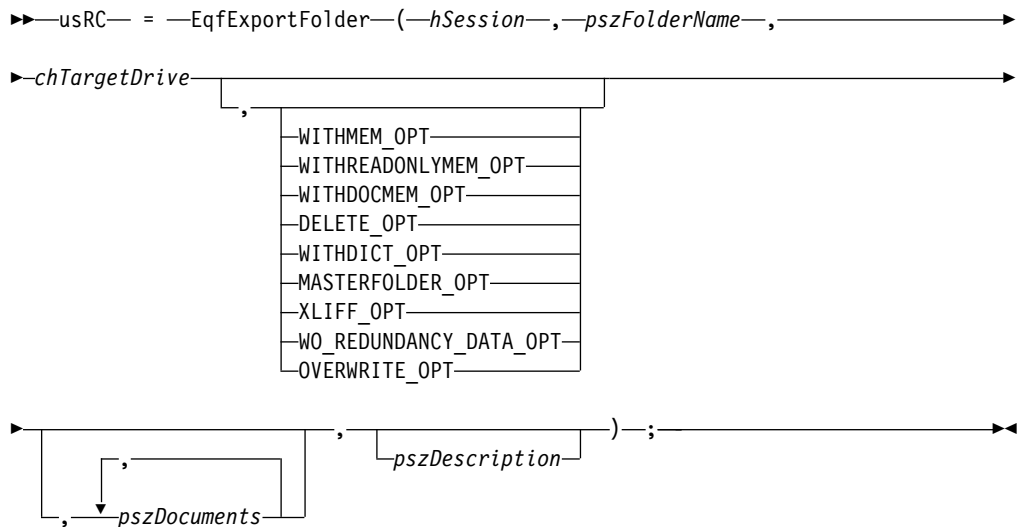 usRC = EqfExportFolder ( hSession , pszFolderName ,
chTargetDrive
,
WITHMEM_OPT
WITHREADONLYMEM_OPT
WITHDOCMEM_OPT
DELETE_OPT
WITHDICT_OPT
MASTERFOLDER_OPT
XLIFF_OPT
WO_REDUNDANCY_DATA_OPT
OVERWRITE_OPT
, ) ;
pszDescription
,
, pszDocuments